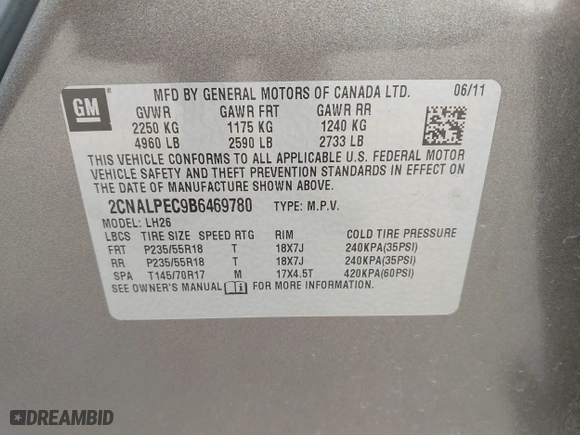 MFD BY GENERAL MOTORS OF CANADA LTD. 06/11
GM
GVWR GAWR FRT GAWR RR
2250 KG 1175 KG 1240 KG
4960 LB 2590 LB 2733 LB
THIS VEHICLE CONFORMS TO ALL APPLICABLE U.S. FEDERAL MOTOR
VEHICLE SAFETY AND THEFT PREVENTION STANDARDS IN EFFECT ON
THE DATE OF MANUFACTURE SHOWN ABOVE.
2CNALPEC9B6469780 TYPE: M.P.V.
MODEL: LH26
LBCS TIRE SIZE SPEED RTG RIM COLD TIRE PRESSURE
FRT P235/55R18 T 18X7J 240KPA(35PSI)
RR P235/55R18 T 18X7J 240KPA(35PSI)
SPA T145/70R17 M 17X4.5T 420KPA(60PSI)
SEE OWNER'S MANUAL FOR MORE INFORMATION.
DREAMBID